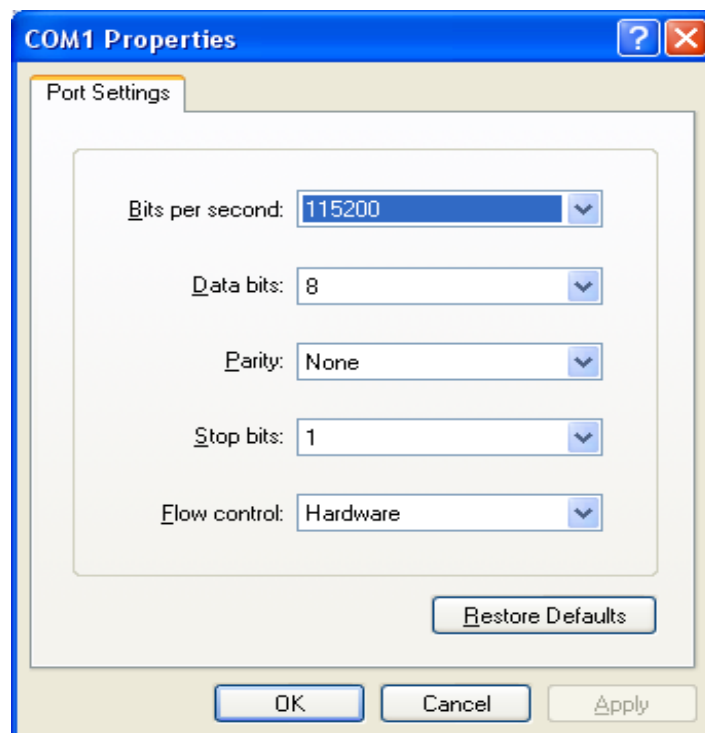 COM1 Properties
Port Settings
Bits per second: 115200
Data bits: 8
Parity: None
Stop bits: 1
Flow control: Hardware
Restore Defaults
OK Cancel Apply